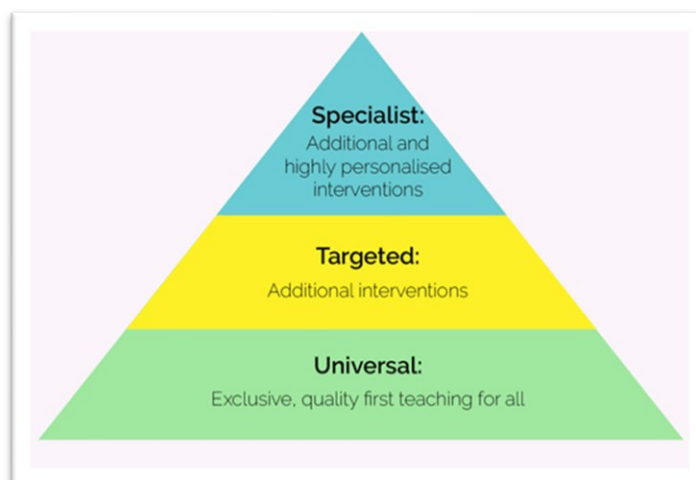 Specialist:
Additional and
highly personalised
interventions
Targeted:
Additional interventions
Universal:
Exclusive, quality first teaching for all